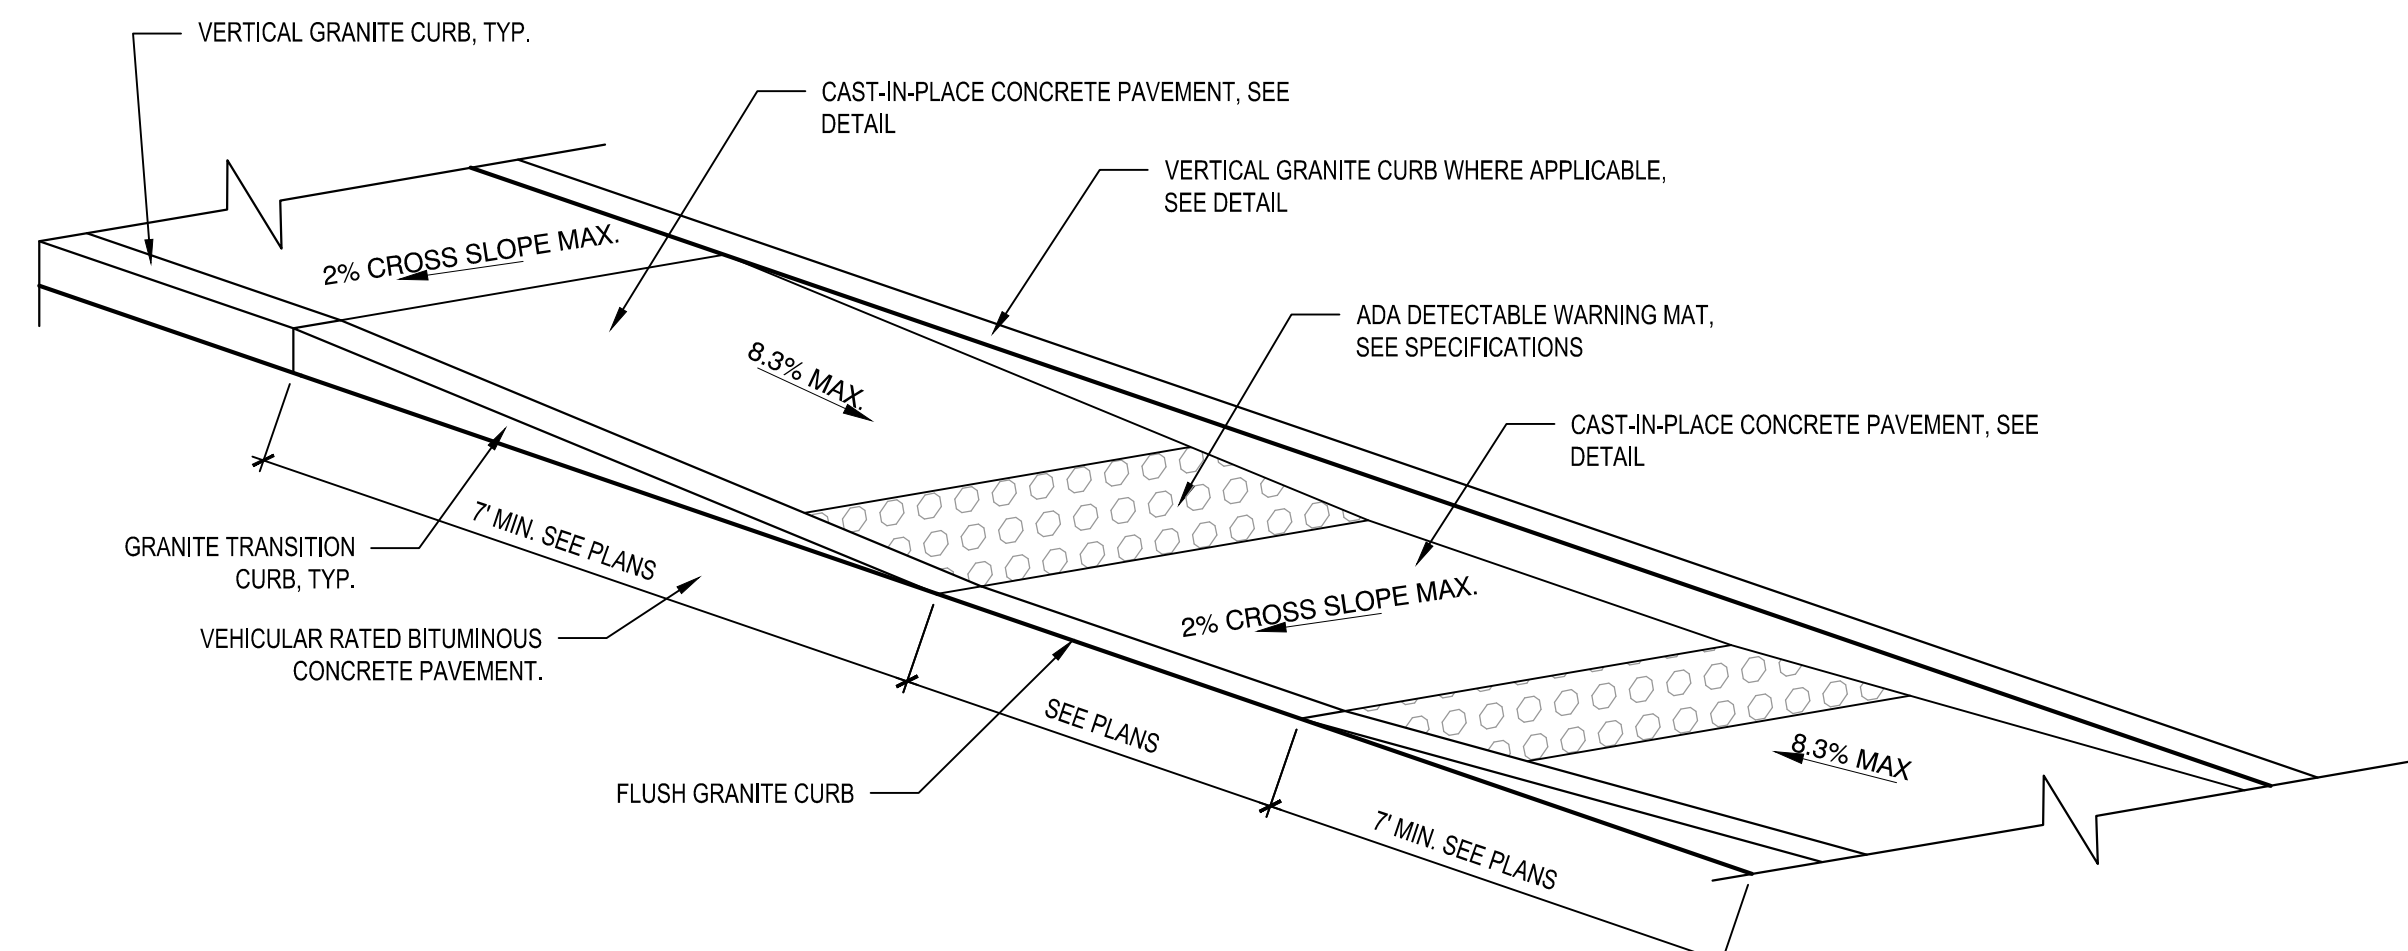 VERTICAL GRANITE CURB, TYP.
CAST-IN-PLACE CONCRETE PAVEMENT, SEE
DETAIL
VERTICAL GRANITE CURB WHERE APPLICABLE,
SEE DETAIL
2% CROSS SLOPE MAX.
ADA DETECTABLE WARNING MAT,
SEE SPECIFICATIONS
8.3% MAX.
CAST-IN-PLACE CONCRETE PAVEMENT, SEE
DETAIL
7' MIN. SEE PLANS
GRANITE TRANSITION
CURB, TYP.
2% CROSS SLOPE MAX.
VEHICULAR RATED BITUMINOUS
CONCRETE PAVEMENT.
SEE PLANS
8.3% MAX
FLUSH GRANITE CURB
7' MIN. SEE PLANS